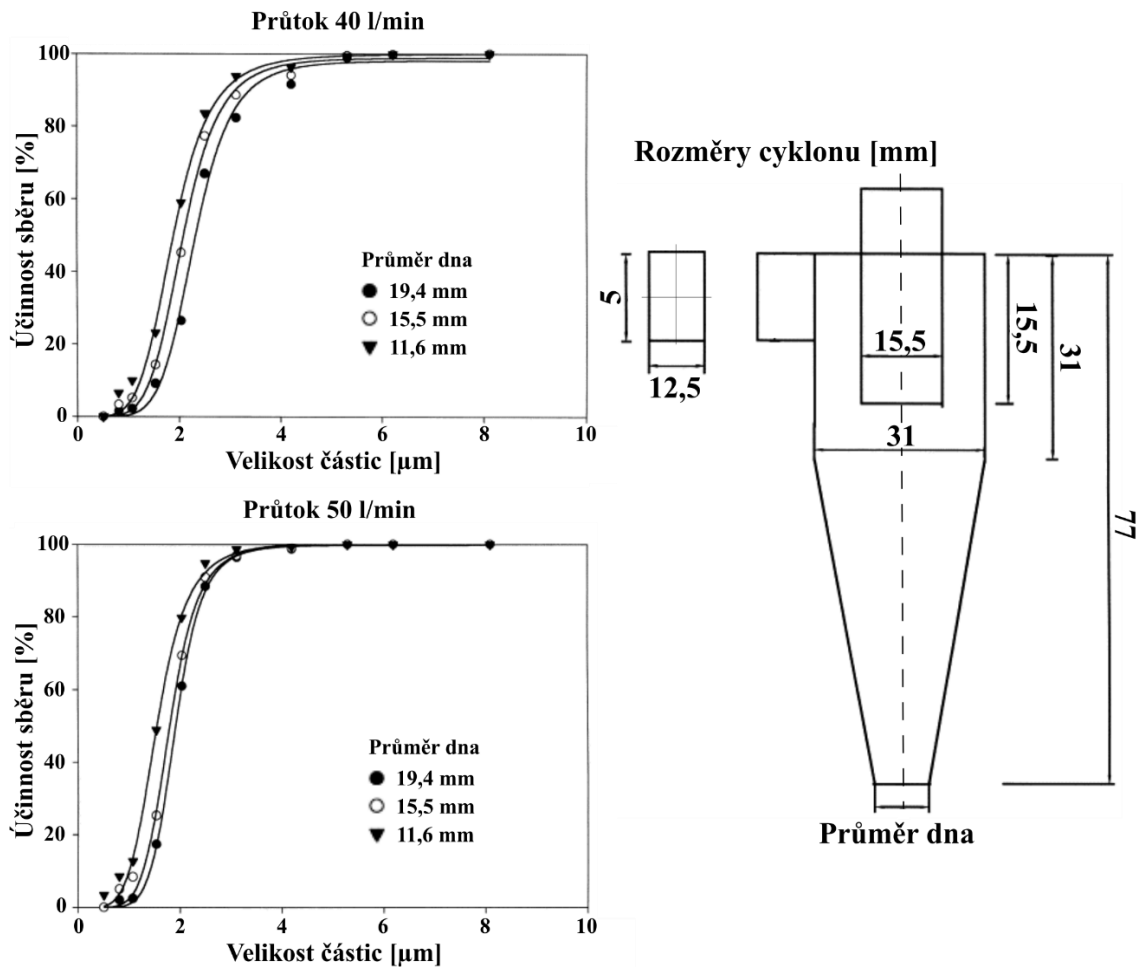 Průtok 40 l/min
Účinnost sběru [%]
100
80
60
40
20
0
Průměr dna
19,4 mm
15,5 mm
11,6 mm
0 2 4 6 8 10
Velikost částic [µm]
Průtok 50 l/min
Účinnost sběru [%]
100
80
60
40
20
0
Průměr dna
19,4 mm
15,5 mm
11,6 mm
0 2 4 6 8 10
Velikost částic [µm]
Rozměry cyklonu [mm]
5
12,5
15,5
31
15,5
31
77
Průměr dna